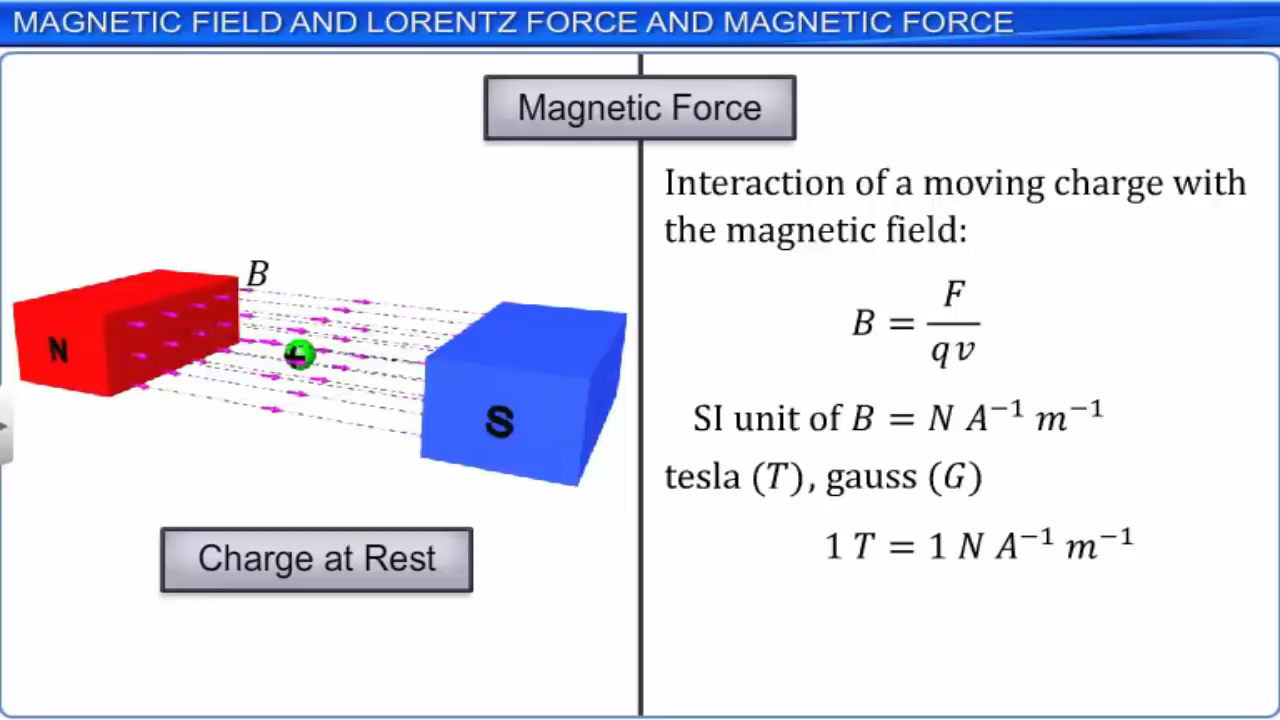 MAGNETIC FIELD AND LORENTZ FORCE AND MAGNETIC FORCE
Magnetic Force
B
N
+
S
Charge at Rest
Interaction of a moving charge with
the magnetic field:
B = F / q v
SI unit of B = N A⁻¹ m⁻¹
tesla (T), gauss (G)
1 T = 1 N A⁻¹ m⁻¹